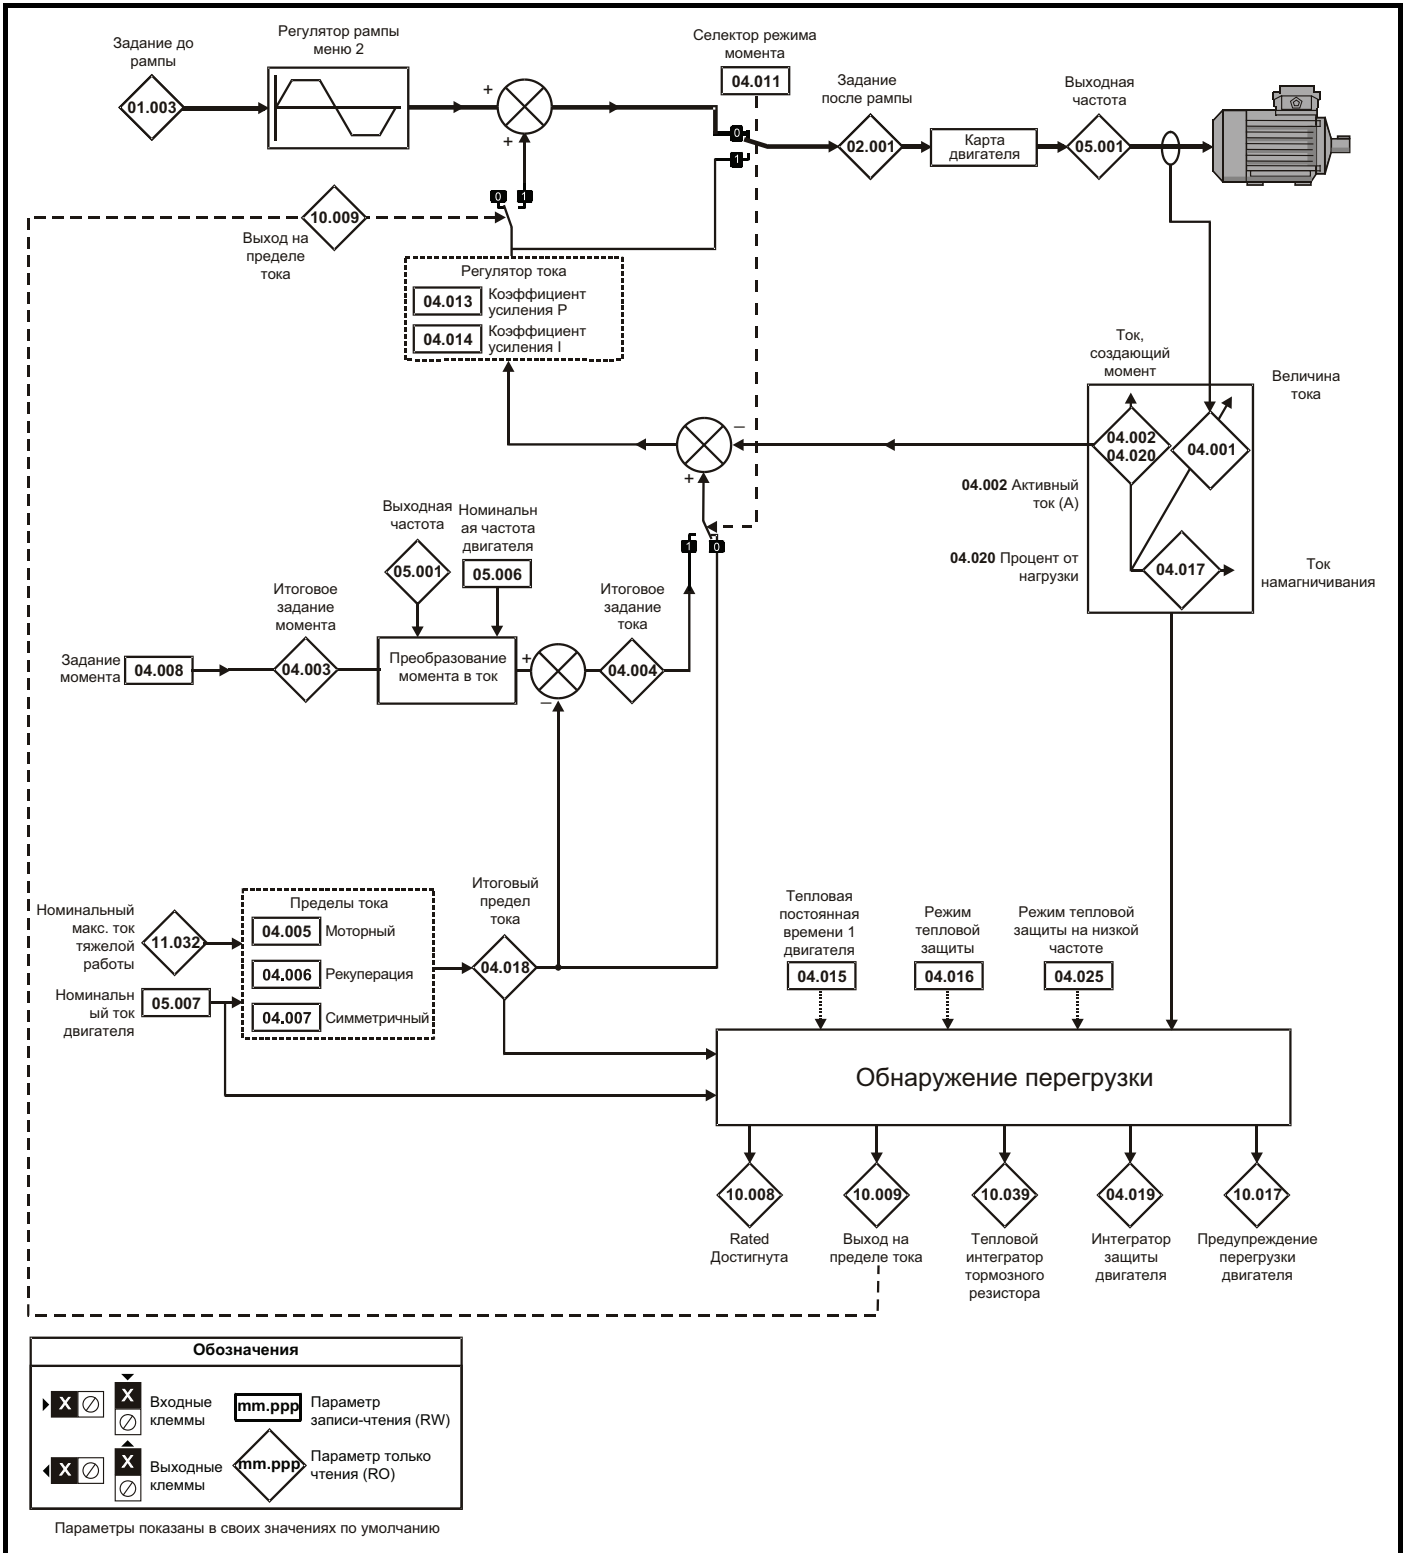 Задание до
рампы
01.003
Регулятор рампы
меню 2
+
+
Селектор режима
момента
04.011
0
1
Задание
после рампы
02.001
Карта
двигателя
Выходная
частота
05.001
0
1
10.009
Выход на
пределе
тока
Регулятор тока
04.013
Коэффициент
усиления P
04.014
Коэффициент
усиления I
Ток,
создающий
момент
Величина
тока
04.002
04.020
04.001
04.002 Активный
ток (А)
04.020 Процент от
нагрузки
04.017
Ток
намагничивания
–
+
1
0
Выходная
частота
05.001
Номинальн
ая частота
двигателя
05.006
Итоговое
задание
момента
Задание
момента
04.008
04.003
Преобразование
момента в ток
+
–
Итоговое
задание
тока
04.004
Номинальный
макс. ток
тяжелой
работы
11.032
Номинальн
ый ток
двигателя
05.007
Пределы тока
04.005
Моторный
04.006
Рекуперация
04.007
Симметричный
Итоговый
предел
тока
04.018
Тепловая
постоянная
времени 1
двигателя
04.015
Режим
тепловой
защиты
04.016
Режим тепловой
защиты на низкой
частоте
04.025
Обнаружение перегрузки
10.008
Rated
Достигнута
10.009
Выход на
пределе тока
10.039
Тепловой
интегратор
тормозного
резистора
04.019
Интегратор
защиты
двигателя
10.017
Предупреждение
перегрузки
двигателя
Обозначения
X
X
Входные
клеммы
mm.ppp
Параметр
записи-чтения (RW)
X
X
Выходные
клеммы
mm.ppp
Параметр только
чтения (RO)
Параметры показаны в своих значениях по умолчанию